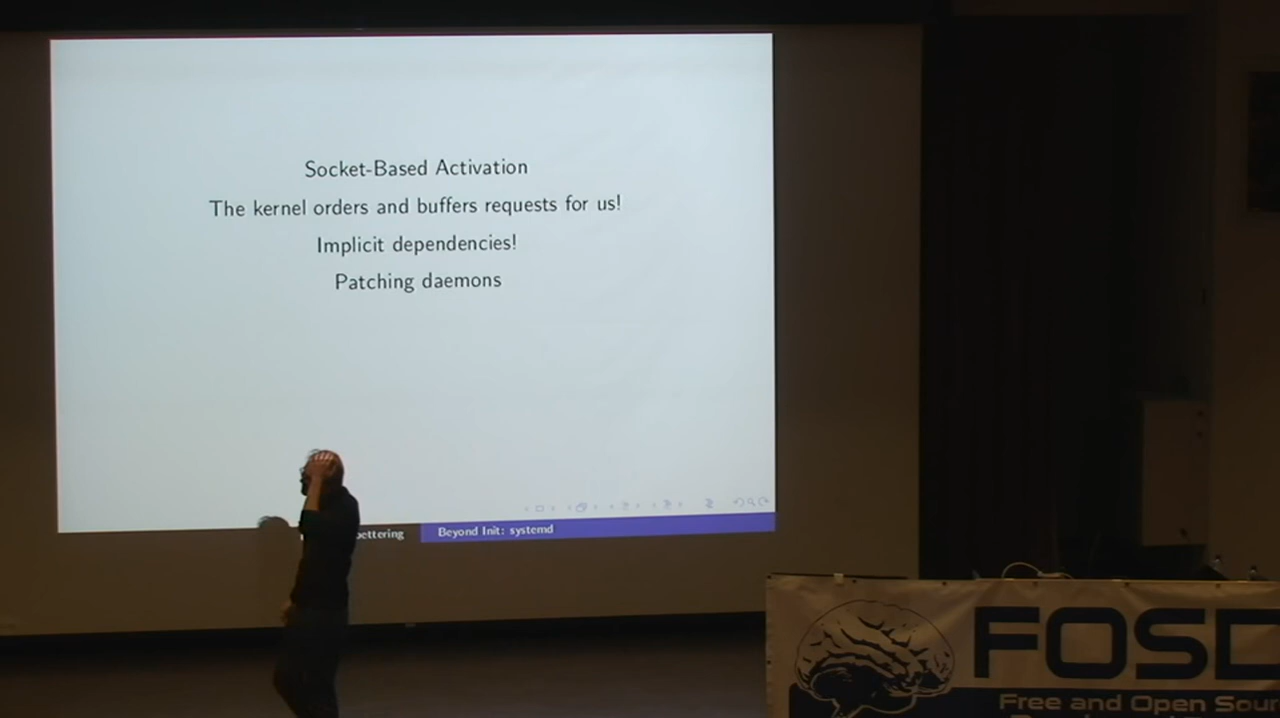 Socket-Based Activation
The kernel orders and buffers requests for us!
Implicit dependencies!
Patching daemons
oettering
Beyond Init: systemd
FOSD
Free and Open Sour